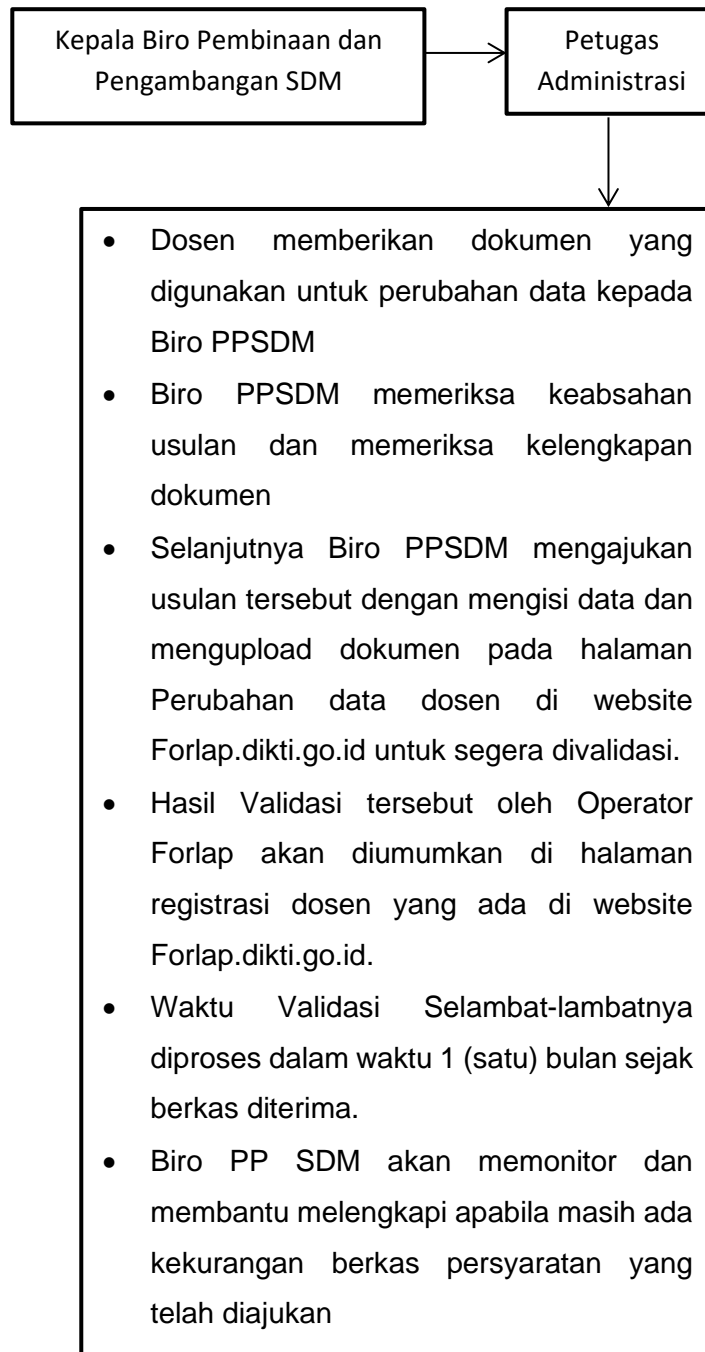 Kepala Biro Pembinaan dan
Pengambangan SDM
Petugas
Administrasi
• Dosen memberikan dokumen yang
digunakan untuk perubahan data kepada
Biro PPSDM
• Biro PPSDM memeriksa keabsahan
usulan dan memeriksa kelengkapan
dokumen
• Selanjutnya Biro PPSDM mengajukan
usulan tersebut dengan mengisi data dan
mengupload dokumen pada halaman
Perubahan data dosen di website
Forlap.dikti.go.id untuk segera divalidasi.
• Hasil Validasi tersebut oleh Operator
Forlap akan diumumkan di halaman
registrasi dosen yang ada di website
Forlap.dikti.go.id.
• Waktu Validasi Selambat-lambatnya
diproses dalam waktu 1 (satu) bulan sejak
berkas diterima.
• Biro PP SDM akan memonitor dan
membantu melengkapi apabila masih ada
kekurangan berkas persyaratan yang
telah diajukan